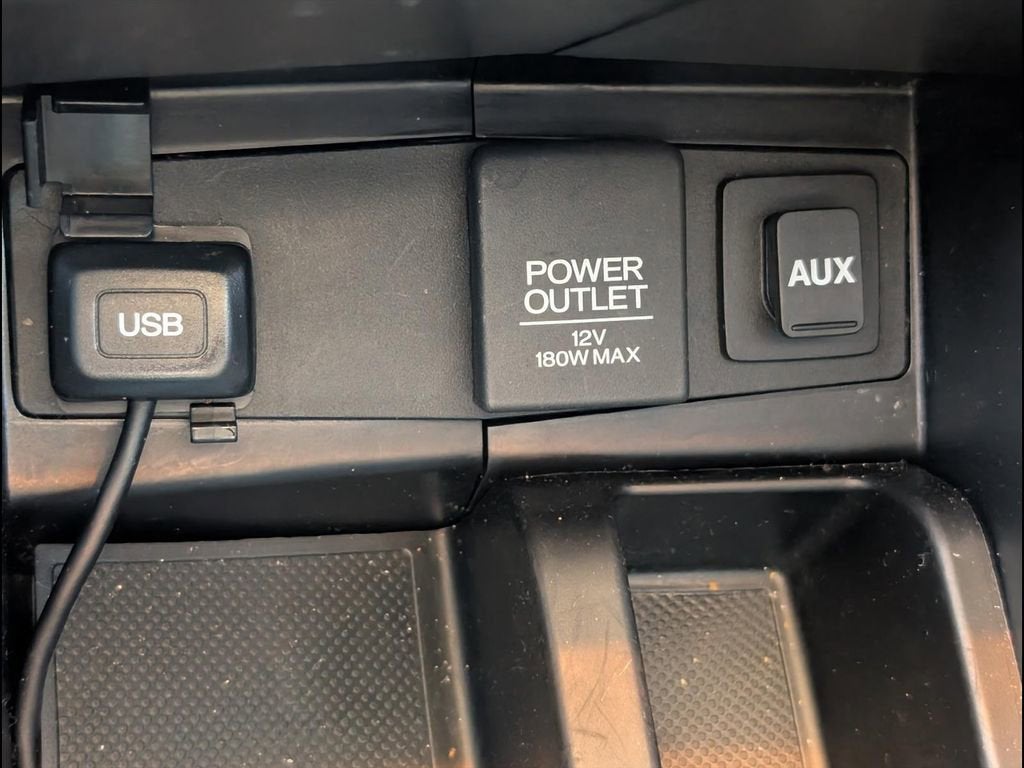 USB
POWER
OUTLET
12V
180W MAX
AUX